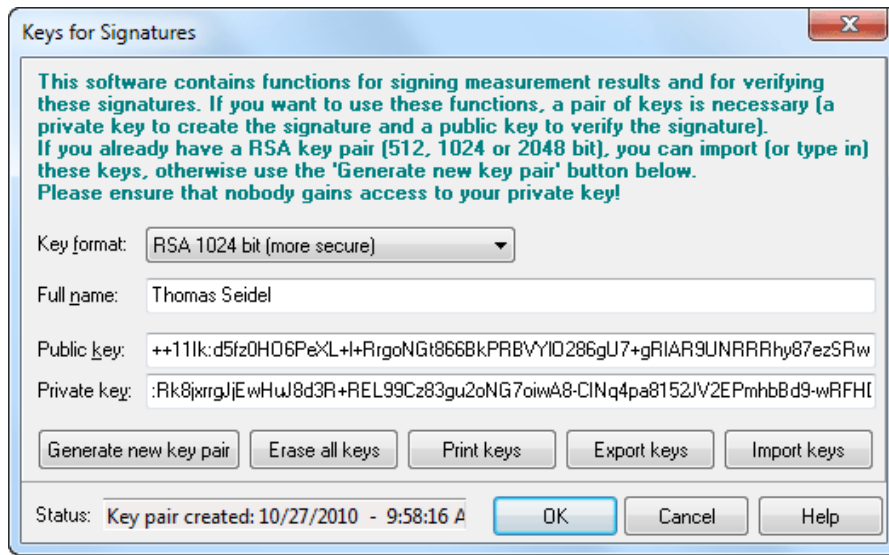 Keys for Signatures
This software contains functions for signing measurement results and for verifying
these signatures. If you want to use these functions, a pair of keys is necessary (a
private key to create the signature and a public key to verify the signature).
If you already have a RSA key pair (512, 1024 or 2048 bit), you can import (or type in)
these keys, otherwise use the 'Generate new key pair' button below.
Please ensure that nobody gains access to your private key!
Key format: RSA 1024 bit (more secure)
Full name: Thomas Seidel
Public key:
Private key:
Generate new key pair Erase all keys Print keys Export keys Import keys
Status: Key pair created: 10/27/2010 - 9:58:16 A OK Cancel Help